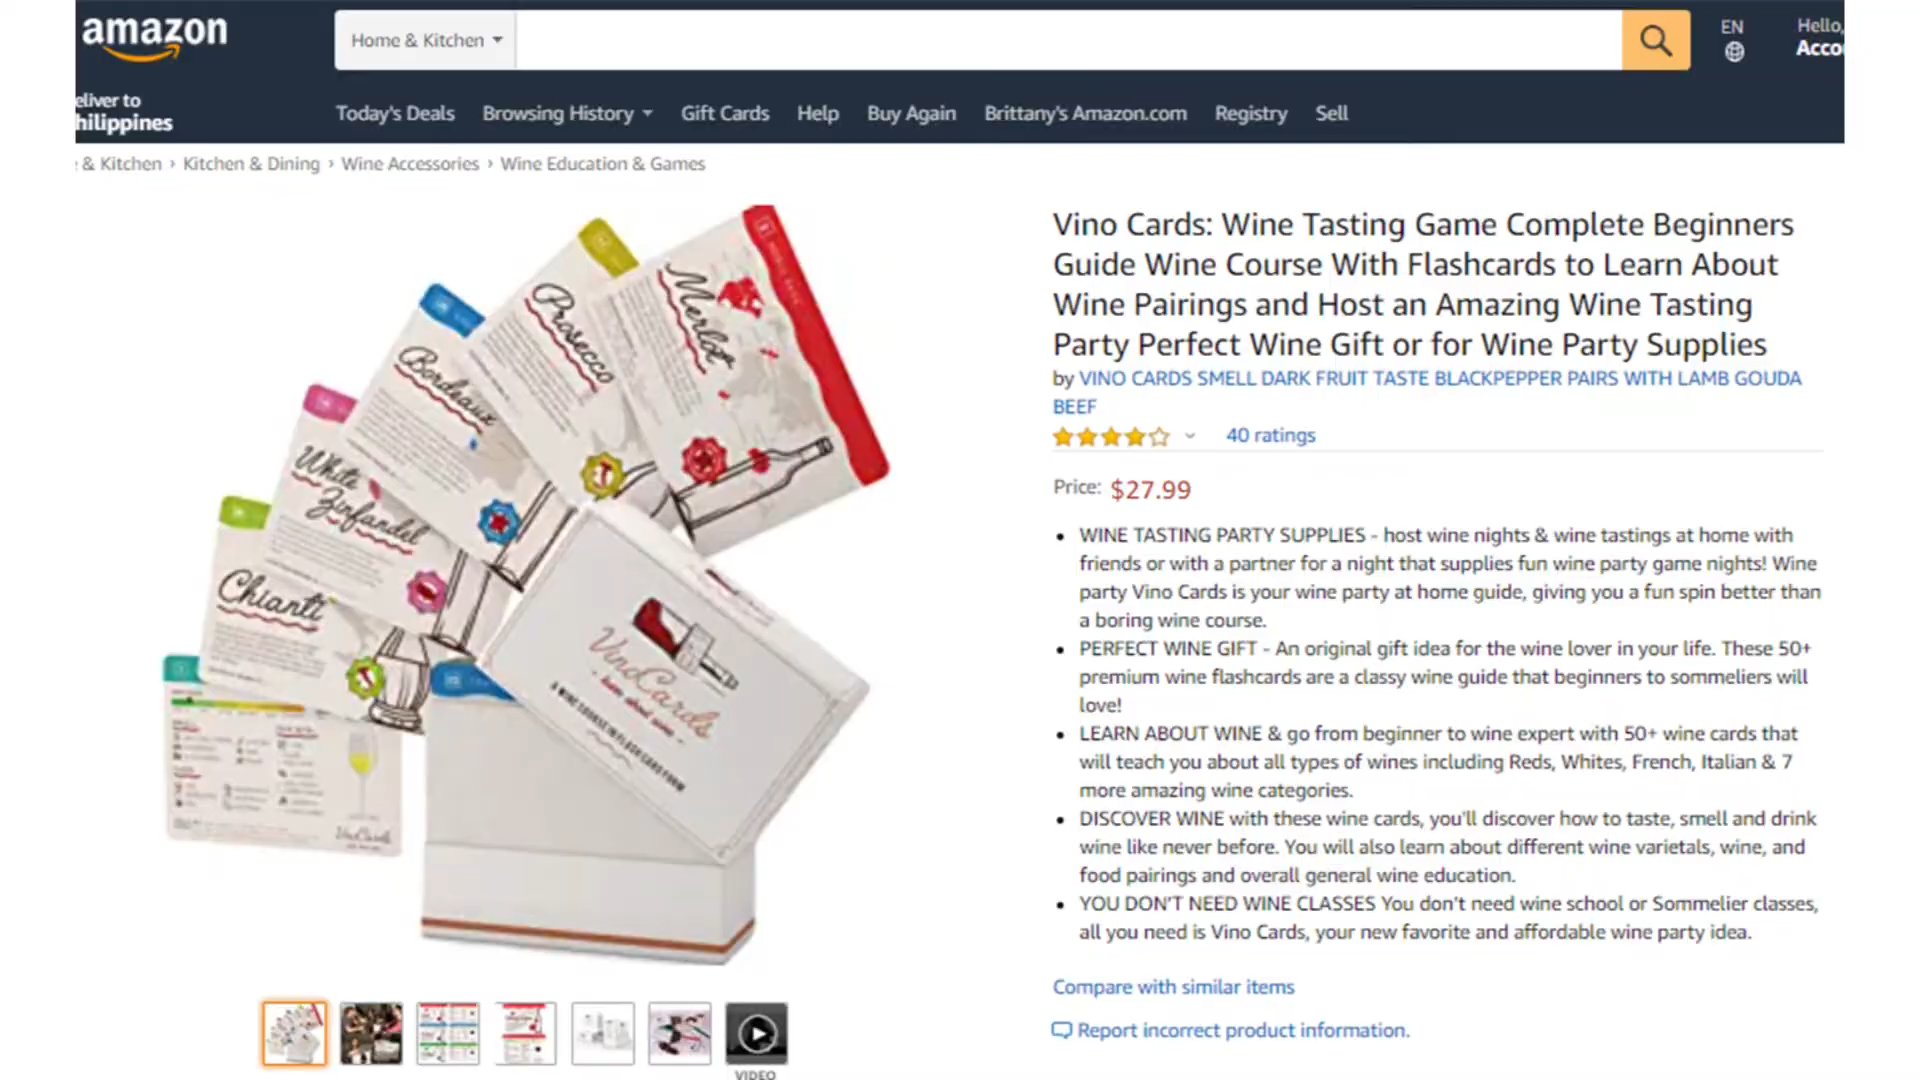 amazon
Home & Kitchen
EN
Hello,
Acco
eliver to
hilippines
Today's Deals
Browsing History
Gift Cards
Help
Buy Again
Brittany's Amazon.com
Registry
Sell
& Kitchen › Kitchen & Dining › Wine Accessories › Wine Education & Games
Vino Cards: Wine Tasting Game Complete Beginners
Guide Wine Course With Flashcards to Learn About
Wine Pairings and Host an Amazing Wine Tasting
Party Perfect Wine Gift or for Wine Party Supplies
by VINO CARDS SMELL DARK FRUIT TASTE BLACKPEPPER PAIRS WITH LAMB GOUDA
BEEF
40 ratings
Price: $27.99
• WINE TASTING PARTY SUPPLIES - host wine nights & wine tastings at home with
friends or with a partner for a night that supplies fun wine party game nights! Wine
party Vino Cards is your wine party at home guide, giving you a fun spin better than
a boring wine course.
• PERFECT WINE GIFT - An original gift idea for the wine lover in your life. These 50+
premium wine flashcards are a classy wine guide that beginners to sommeliers will
love!
• LEARN ABOUT WINE & go from beginner to wine expert with 50+ wine cards that
will teach you about all types of wines including Reds, Whites, French, Italian & 7
more amazing wine categories.
• DISCOVER WINE with these wine cards, you'll discover how to taste, smell and drink
wine like never before. You will also learn about different wine varietals, wine, and
food pairings and overall general wine education.
• YOU DON'T NEED WINE CLASSES You don't need wine school or Sommelier classes,
all you need is Vino Cards, your new favorite and affordable wine party idea.
Compare with similar items
Report incorrect product information.
Merlot
Prosecco
Bordeaux
White
Zinfandel
Chianti
VinoCards
A WINE COURSE IN FLASH CARD FORM
VinoCards
VIDEO